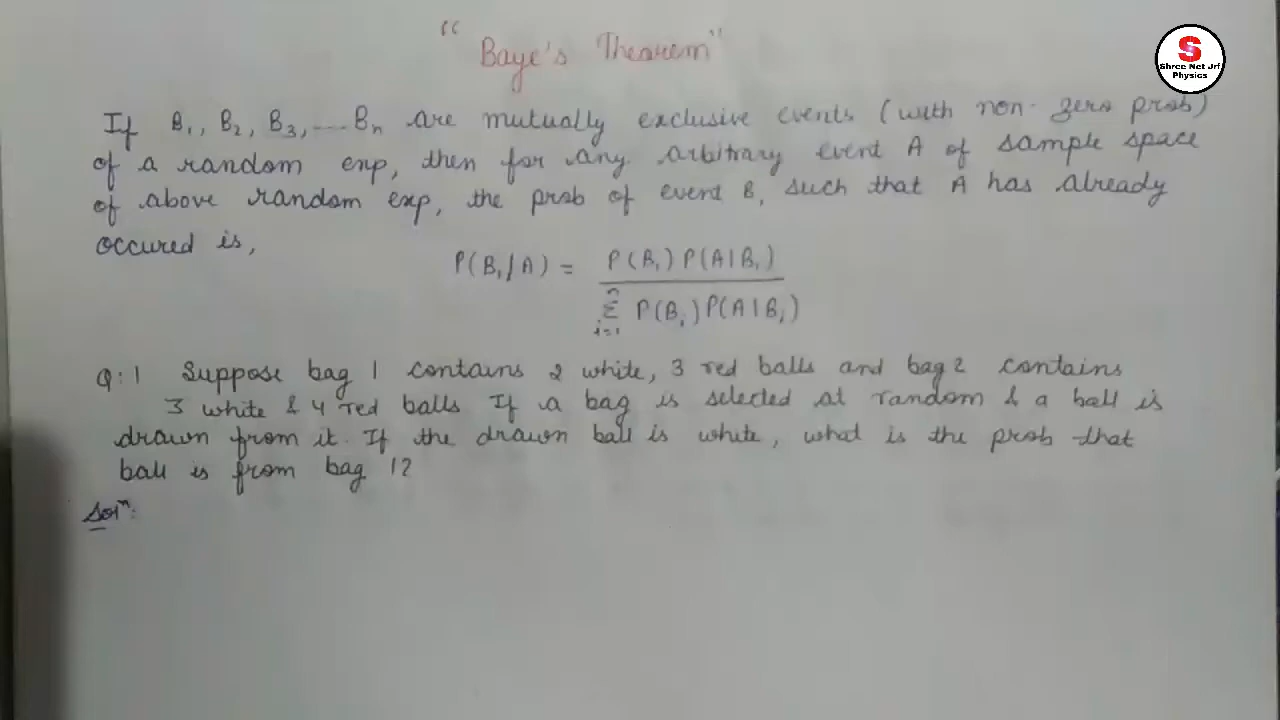 "Baye's Thearem"
S
Shree Net Jrf
Physics
If B₁, B₂, B₃, ---- Bn are mutually exclusive events (with non-zero prob)
of a random exp, then for any arbitrary event A of sample space
of above random exp, the prob of event B, such that A has already
occured is,
P(B₁/A) = P(B₁) P(A|B₁)
n
Σ P(Bᵢ) P(A|Bᵢ)
i=1
Q:1 Suppose bag 1 contains 2 white, 3 red balls and bag 2 contains
3 white & 4 red balls If a bag is selected at random & a ball is
drawn from it. If the drawn ball is white, what is the prob that
ball is from bag 1?
Solⁿ: